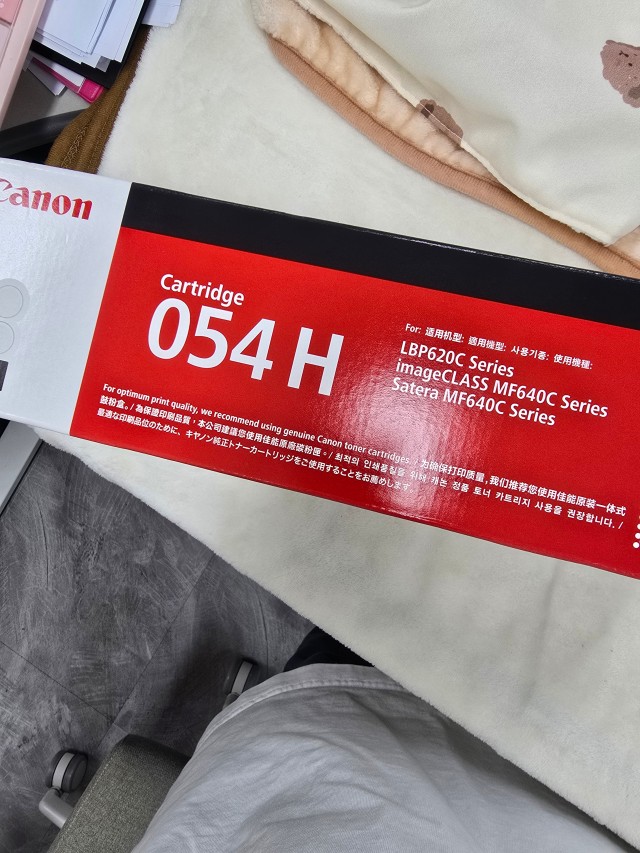 Canon
Cartridge
054 H
For: 适用机型: 適用機型: 사용기종: 使用機種:
LBP620C Series
imageCLASS MF640C Series
Satera MF640C Series
For optimum print quality, we recommend using genuine Canon toner cartridges. / 为确保打印质量,我们推荐您使用佳能原装一体式
鼓粉盒。/ 為保證印刷品質,本公司建議您使用佳能原廠碳粉匣。/ 최적의 인쇄품질을 위해 캐논 정품 토너 카트리지 사용을 권장합니다. /
最適な印刷品位のために、キヤノン純正トナーカートリッジをご使用することをお薦めします。